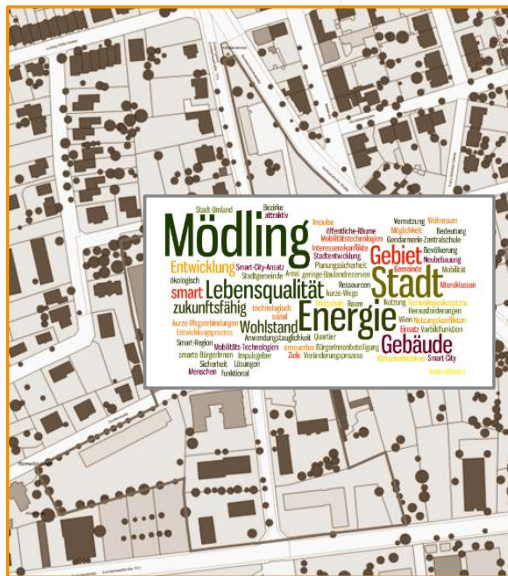 Stadt-Umland Bezirke attraktiv
Mödling
Impulse
öffentliche-Räume
Mobilitätstechnologien
Interessenskonflikte
Stadtentwicklung
Planungssicherheit
Vernetzung Wohnraum
Möglichkeit Bedeutung
Gendarmerie-Zentralschule
Gebiet
Bevölkerung
Neubebauung
Gemeinde Mobilität
Entwicklung
Smart-City-Ansatz
Stadtgemeinde
Areal geringe-Baulandreserven
ökologisch
smart
Lebensqualität
Ressourcen
kurze-Wege
Stadt
Altersklassen
zukunftsfähig
technologisch
sozial
Energie
Wirtschaft Raum Nutzung
Herausforderungen
Wien Nutzungskonflikten
kurze-Wegverbindungen
Entwicklungsprozess
Wohlstand
Anwendungstauglichkeit Quartier
Einsatz Vorbildfunktion
Smart-Region
Mobilitäts-Technologien
erneuerbar BürgerInnenbeteiligung
Gebäude
smarte-BürgerInnen Impulsgeber
Ziele Veränderungsprozess
Wirtschaftlichkeit Smart-City
Sicherheit Lösungen
Menschen funktional
Innovationen